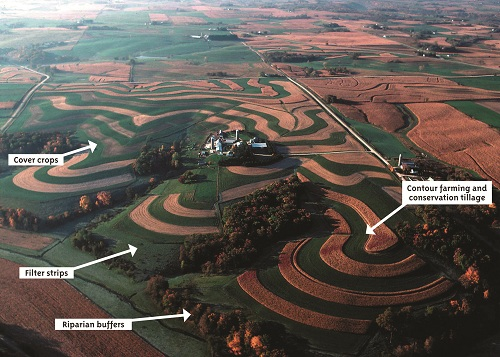 Cover crops
Contour farming and
conservation tillage
Filter strips
Riparian buffers